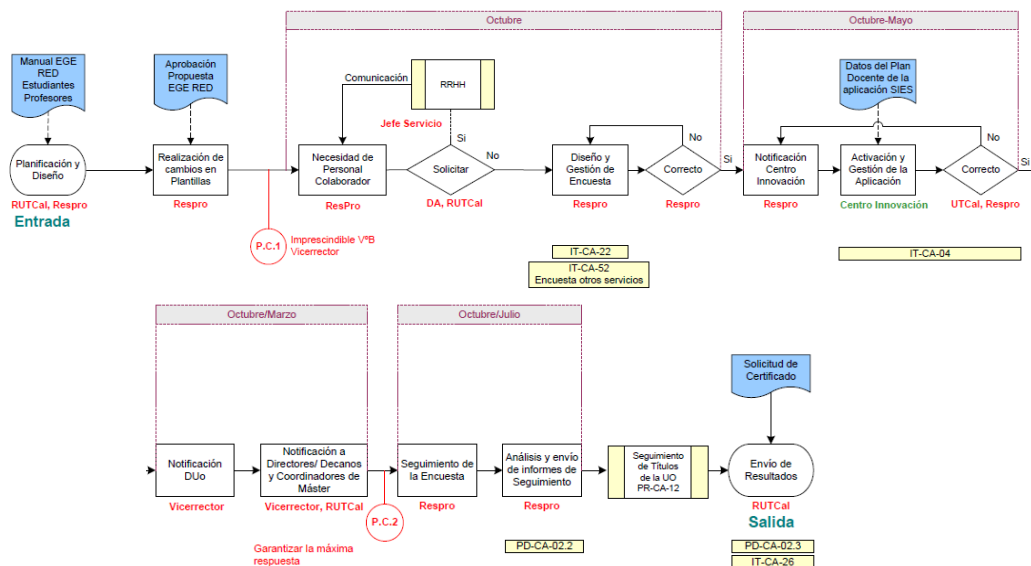 Octubre
Octubre-Mayo
Manual EGE
RED
Estudiantes
Profesores
Aprobación
Propuesta
EGE RED
Comunicación
RRHH
Datos del Plan
Docente de la
aplicación SIES
Jefe Servicio
Si
No
No
No
Planificación y
Diseño
Realización de
cambios en
Plantillas
Necesidad de
Personal
Colaborador
Solicitar
Diseño y
Gestión de
Encuesta
Correcto
Si
Notificación
Centro
Innovación
Activación y
Gestión de la
Aplicación
Correcto
Si
RUTCal, Respro
Entrada
Respro
ResPro
DA, RUTCal
Respro
Respro
Respro
Centro Innovación
UTCal, Respro
P.C.1
Imprescindible VºB
Vicerrector
IT-CA-22
IT-CA-52
Encuesta otros servicios
IT-CA-04
Octubre/Marzo
Octubre/Julio
Solicitud de
Certificado
Notificación
DUo
Notificación a
Directores/ Decanos
y Coordinadores de
Máster
Seguimiento de
la Encuesta
Análisis y envío
de informes de
Seguimiento
Seguimiento
de Títulos
de la UO
PR-CA-12
Envío de
Resultados
Vicerrector
Vicerrector, RUTCal
P.C.2
Respro
Respro
RUTCal
Salida
Garantizar la máxima
respuesta
PD-CA-02.2
PD-CA-02.3
IT-CA-26